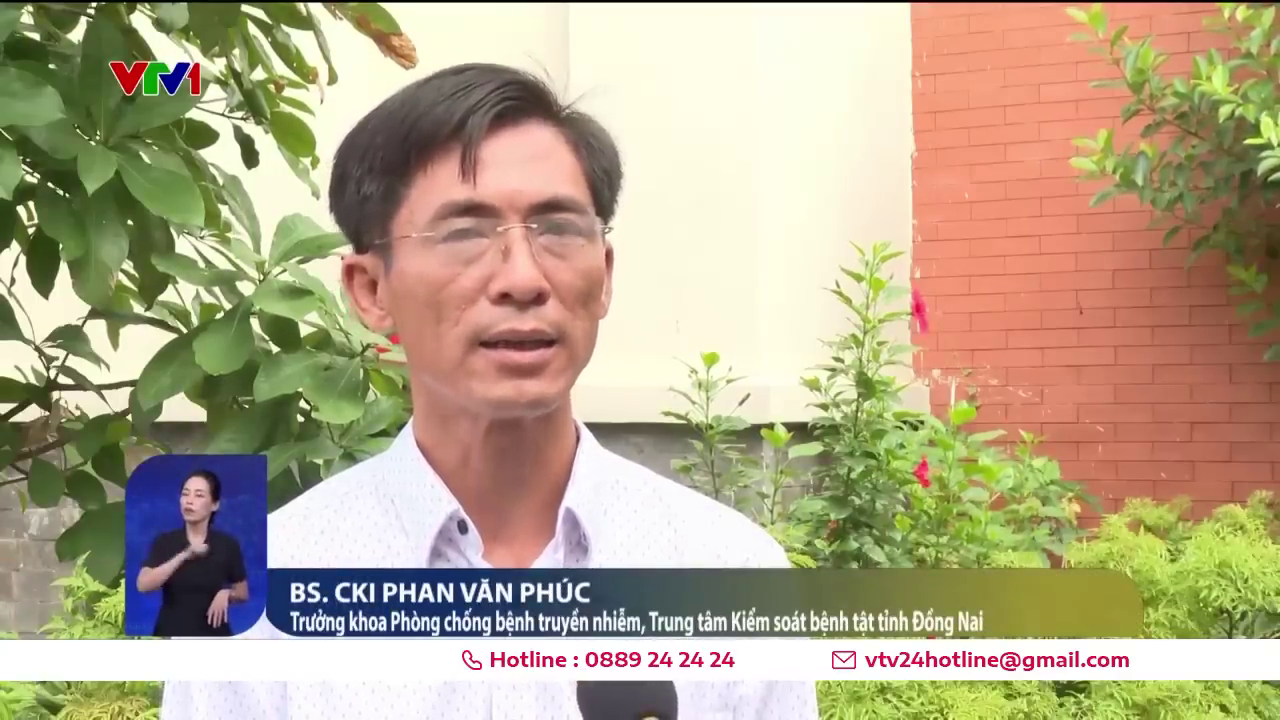 VTV1
BS. CKI PHAN VĂN PHÚC
Trưởng khoa Phòng chống bệnh truyền nhiễm, Trung tâm Kiểm soát bệnh tật tỉnh Đồng Nai
Hotline : 0889 24 24 24
vtv24hotline@gmail.com